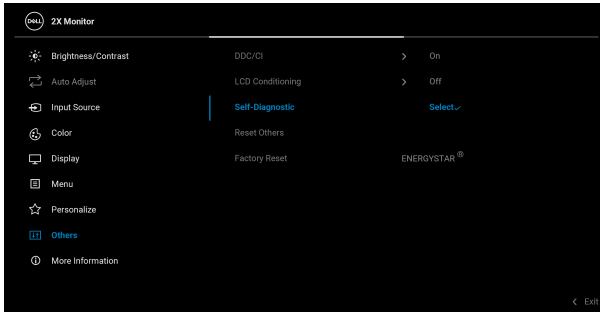 DELL 2X Monitor
Brightness/Contrast DDC/CI > On
Auto Adjust LCD Conditioning > Off
Input Source Self-Diagnostic Select✓
Color Reset Others
Display Factory Reset ENERGYSTAR ®
Menu
Personalize
Others
More Information
< Exit